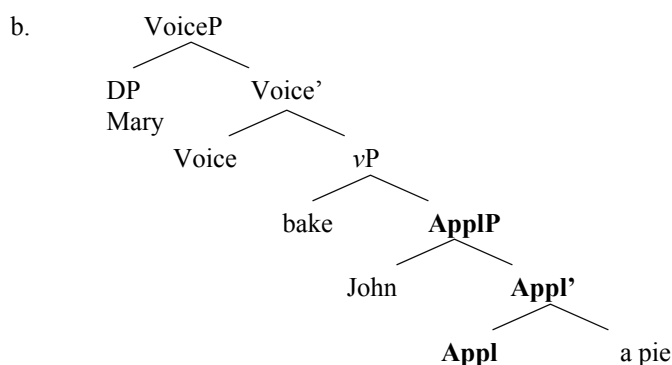 b. VoiceP
DP Voice’
Mary
Voice vP
bake ApplP
John Appl’
Appl a pie